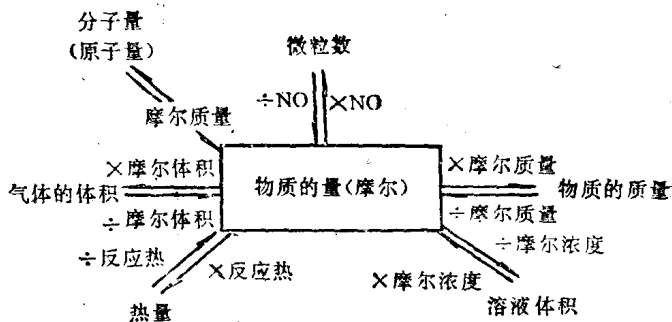 分子量
(原子量)
微粒数
÷NO
×NO
摩尔质量
×摩尔体积
物质的量(摩尔)
×摩尔质量
气体的体积
物质的质量
÷摩尔体积
÷摩尔质量
÷反应热
×反应热
÷摩尔浓度
×摩尔浓度
热量
溶液体积